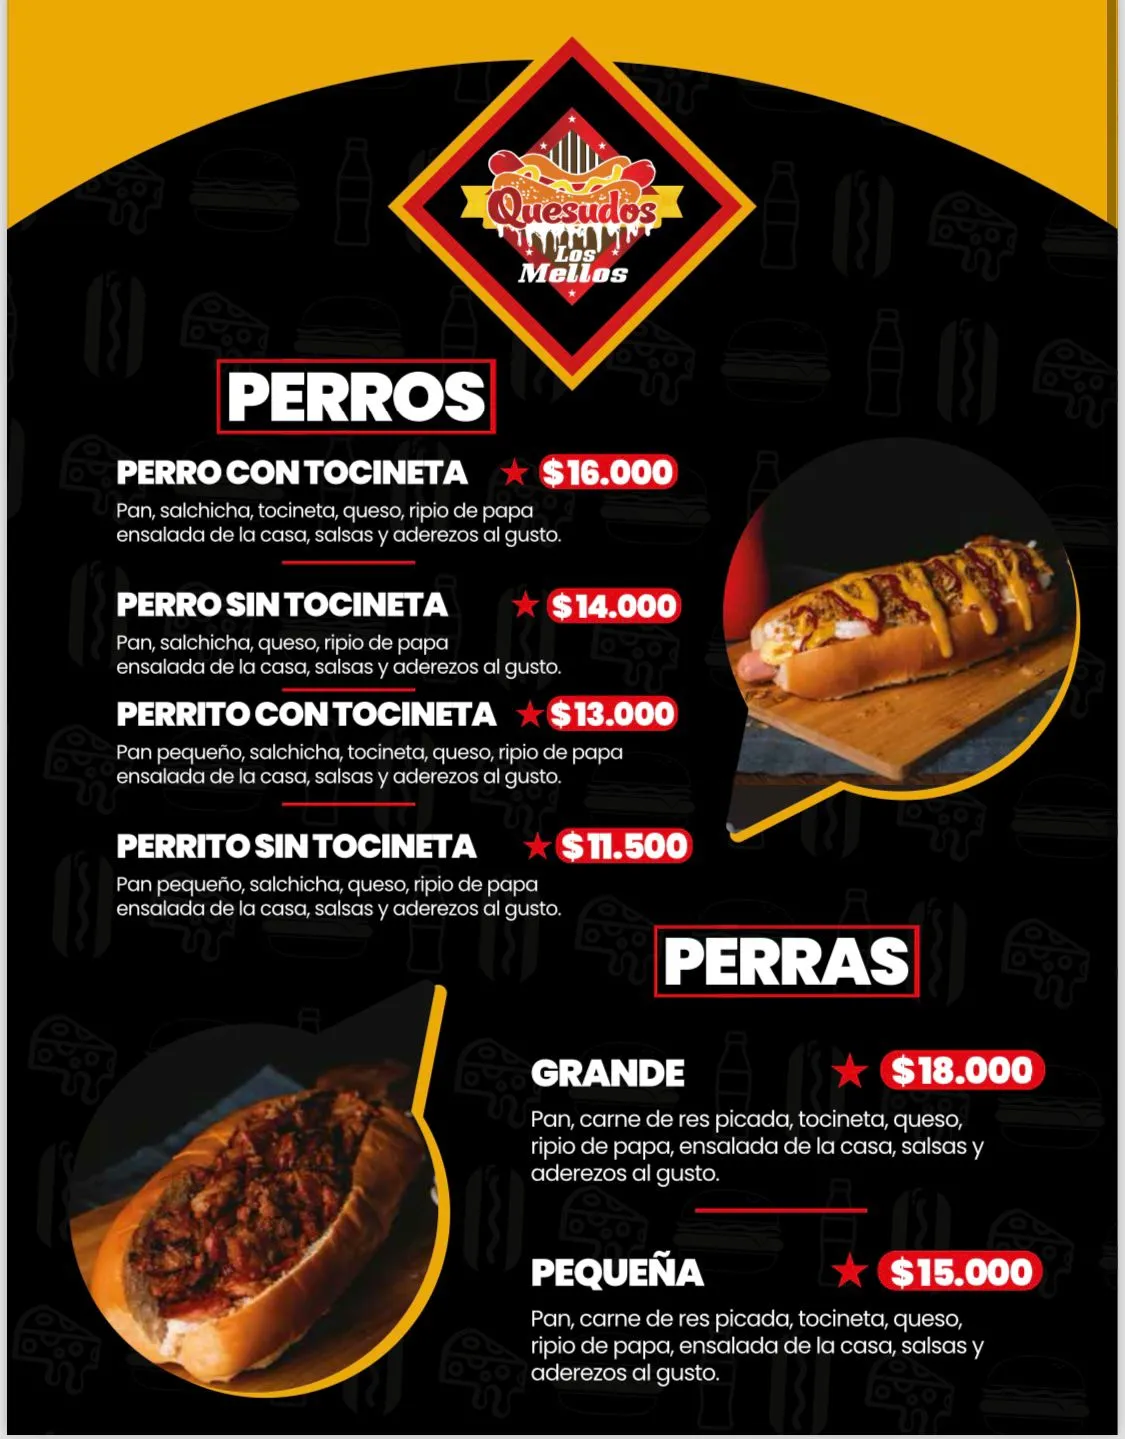 Quesudos
Los
Mellos
PERROS
PERRO CON TOCINETA $16.000
Pan, salchicha, tocineta, queso, ripio de papa
ensalada de la casa, salsas y aderezos al gusto.
PERRO SIN TOCINETA $14.000
Pan, salchicha, queso, ripio de papa
ensalada de la casa, salsas y aderezos al gusto.
PERRITO CON TOCINETA $13.000
Pan pequeño, salchicha, tocineta, queso, ripio de papa
ensalada de la casa, salsas y aderezos al gusto.
PERRITO SIN TOCINETA $11.500
Pan pequeño, salchicha, queso, ripio de papa
ensalada de la casa, salsas y aderezos al gusto.
PERRAS
GRANDE $18.000
Pan, carne de res picada, tocineta, queso,
ripio de papa, ensalada de la casa, salsas y
aderezos al gusto.
PEQUEÑA $15.000
Pan, carne de res picada, tocineta, queso,
ripio de papa, ensalada de la casa, salsas y
aderezos al gusto.